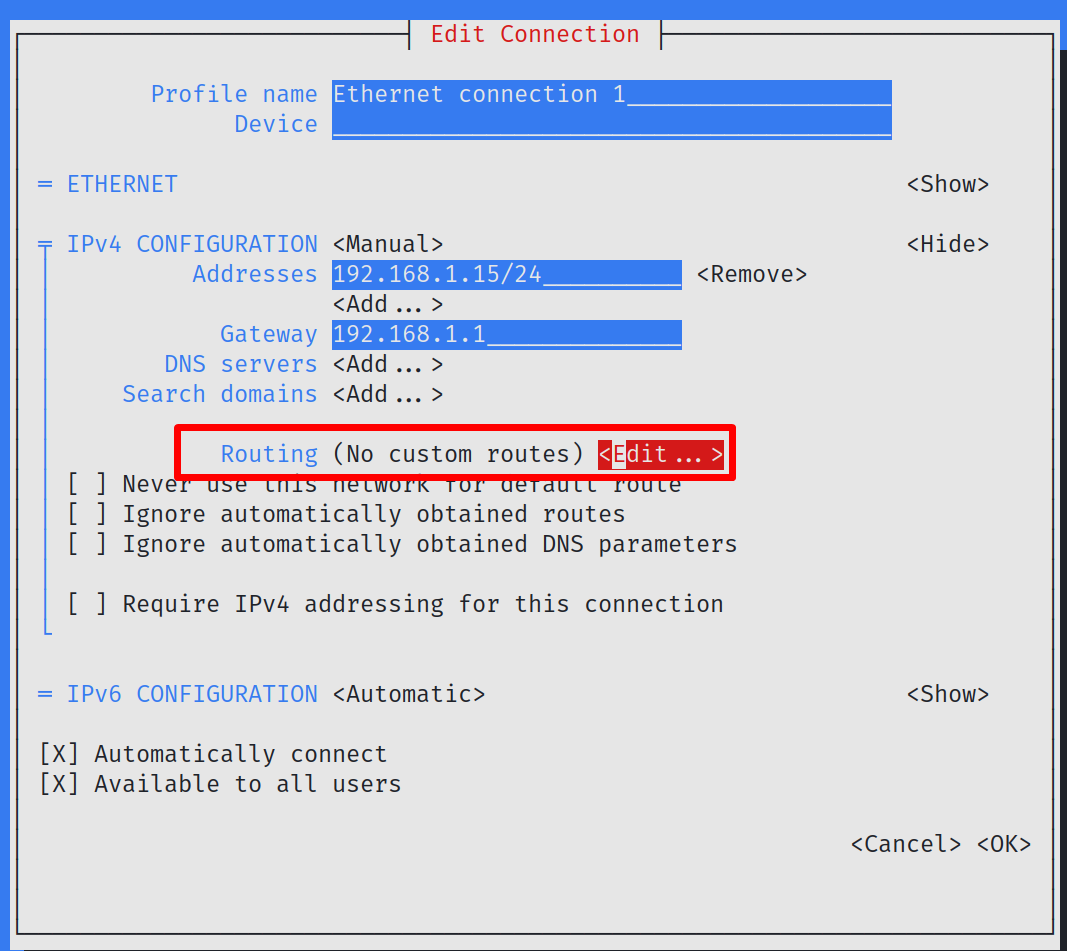 Edit Connection
Profile name Ethernet connection 1
Device
= ETHERNET <Show>
IPv4 CONFIGURATION <Manual> <Hide>
Addresses 192.168.1.15/24 <Remove>
<Add...>
Gateway 192.168.1.1
DNS servers <Add...>
Search domains <Add...>
Routing (No custom routes) <Edit...>
[ ] Never use this network for default route
[ ] Ignore automatically obtained routes
[ ] Ignore automatically obtained DNS parameters
[ ] Require IPv4 addressing for this connection
= IPv6 CONFIGURATION <Automatic> <Show>
[X] Automatically connect
[X] Available to all users
<Cancel> <OK>